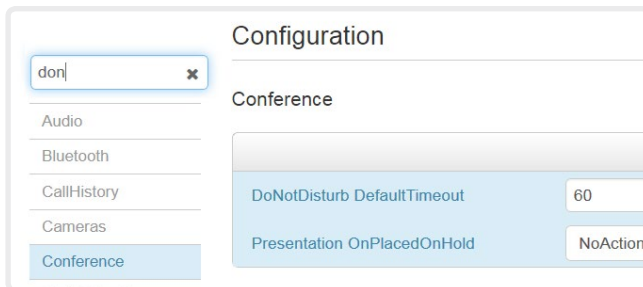 Configuration
don
Conference
Audio
Bluetooth
CallHistory
Cameras
Conference
DoNotDisturb DefaultTimeout 60
Presentation OnPlacedOnHold NoAction